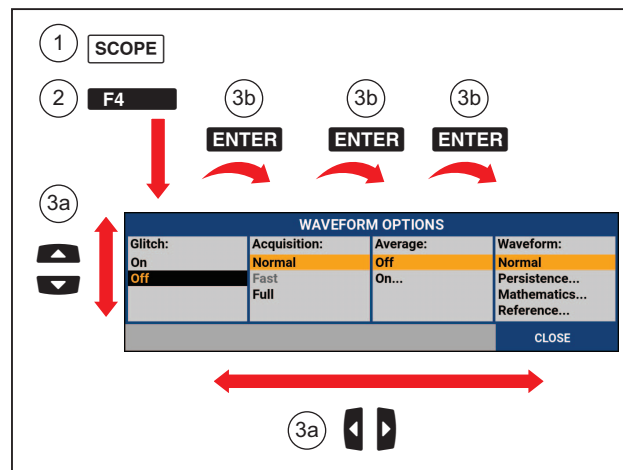 1 SCOPE
2 F4 3b 3b 3b
ENTER ENTER ENTER
3a
WAVEFORM OPTIONS
Glitch: Acquisition: Average: Waveform:
On Normal Off Normal
Off Fast On... Persistence...
Full Mathematics...
Reference...
CLOSE
3a